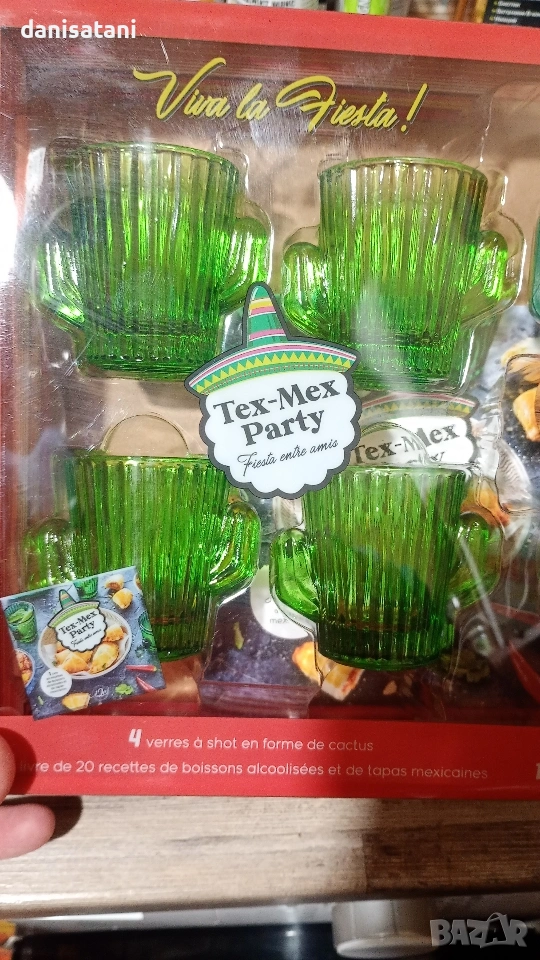 danisatani
Viva la Fiesta!
Tex-Mex
Party
Fiesta entre amis
Tex-Mex
Tex-Mex
Party
4 verres à shot en forme de cactus
de 20 recettes de boissons alcoolisées et de tapas mexicaines
BAZAR